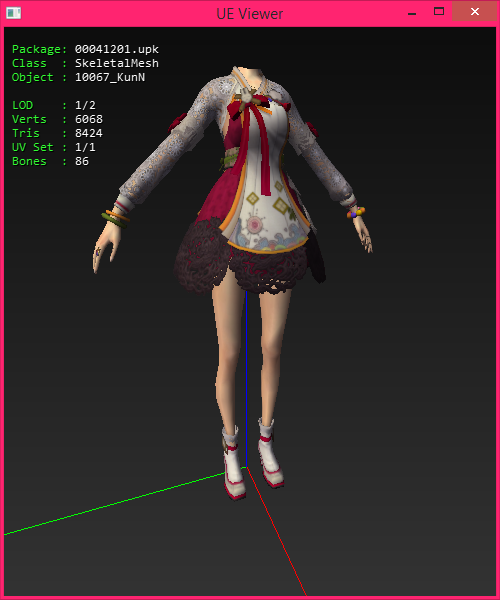 UE Viewer
Package: 00041201.upk
Class  : SkeletalMesh
Object : 10067_KunN
LOD    : 1/2
Verts  : 6068
Tris   : 8424
UV Set : 1/1
Bones  : 86